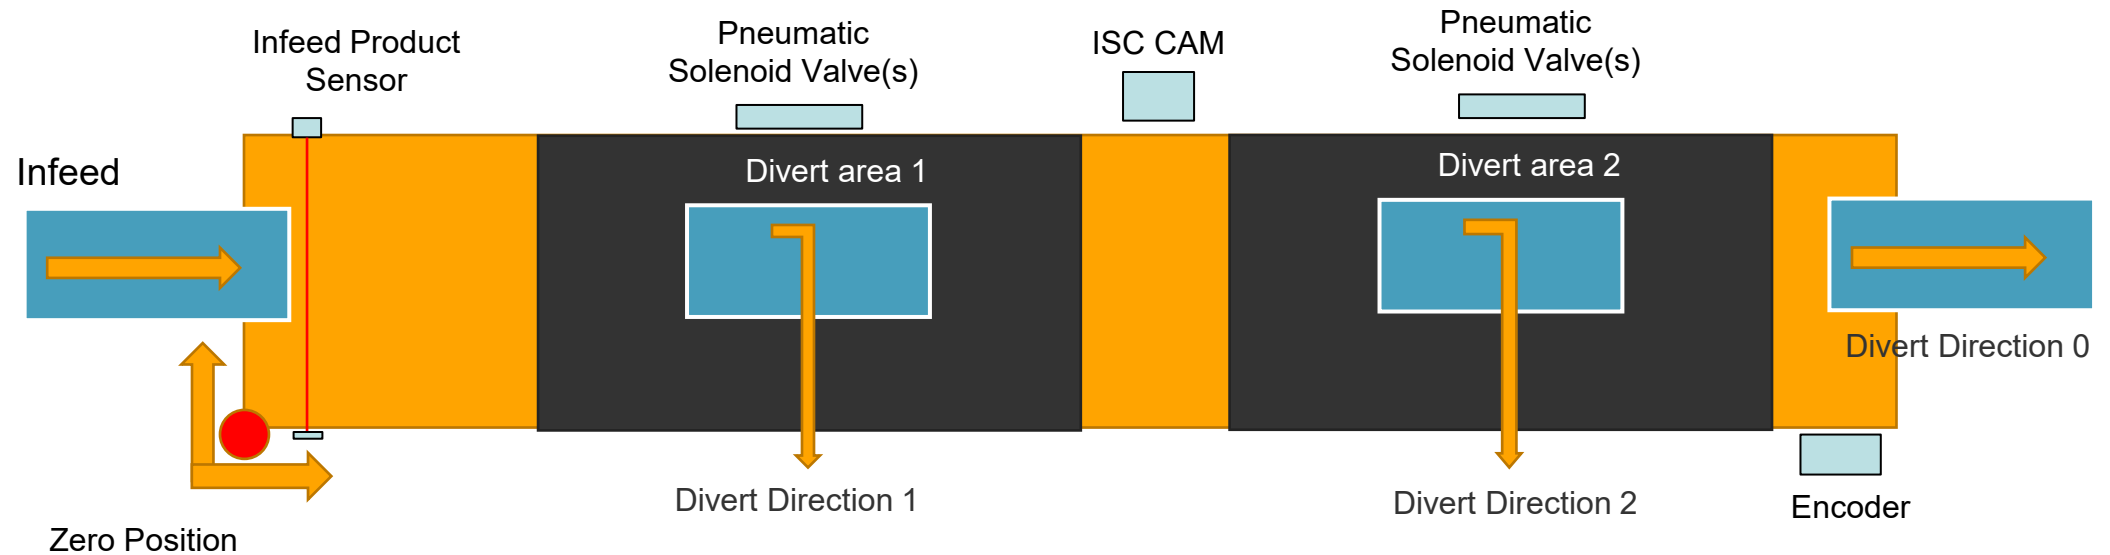 Infeed Product
Sensor
Pneumatic
Solenoid Valve(s)
ISC CAM
Pneumatic
Solenoid Valve(s)
Infeed
Divert area 1
Divert area 2
Divert Direction 0
Divert Direction 1
Divert Direction 2
Encoder
Zero Position